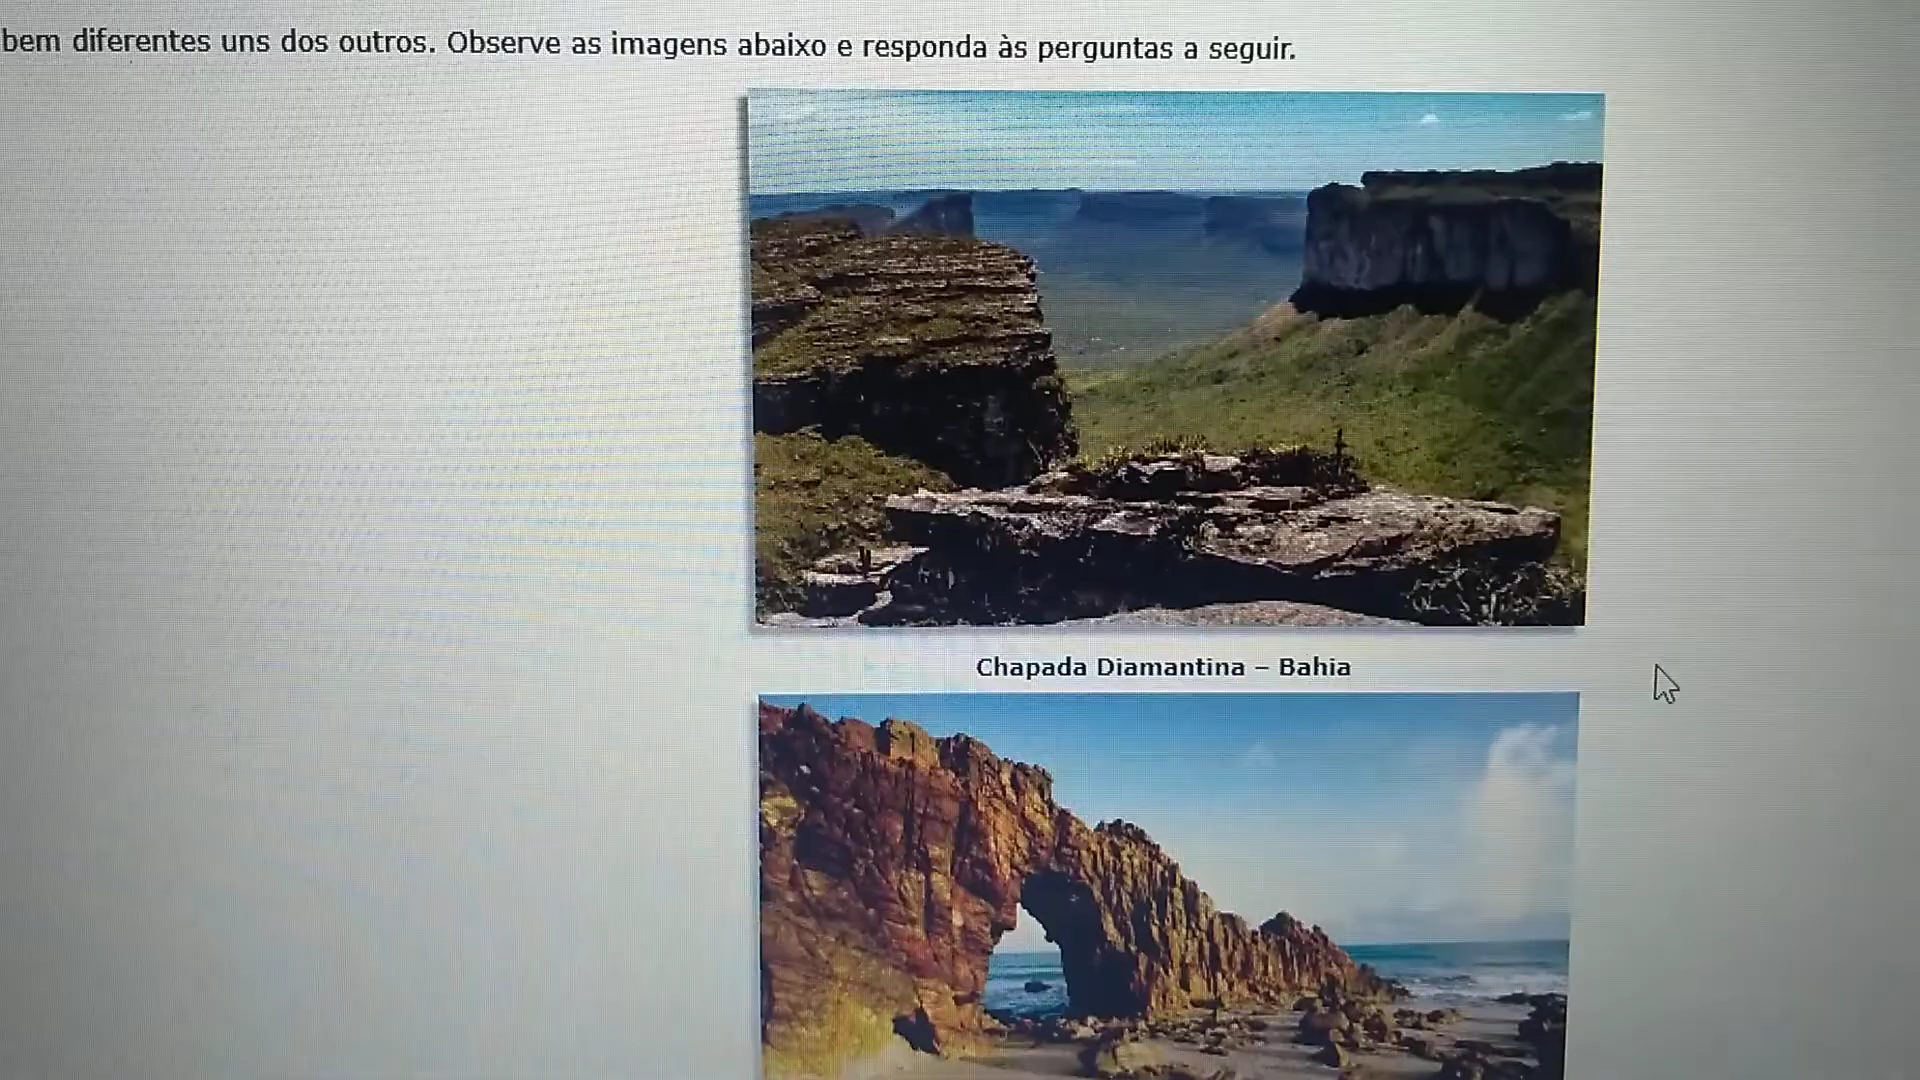 bem diferentes uns dos outros. Observe as imagens abaixo e responda às perguntas a seguir.
Chapada Diamantina – Bahia